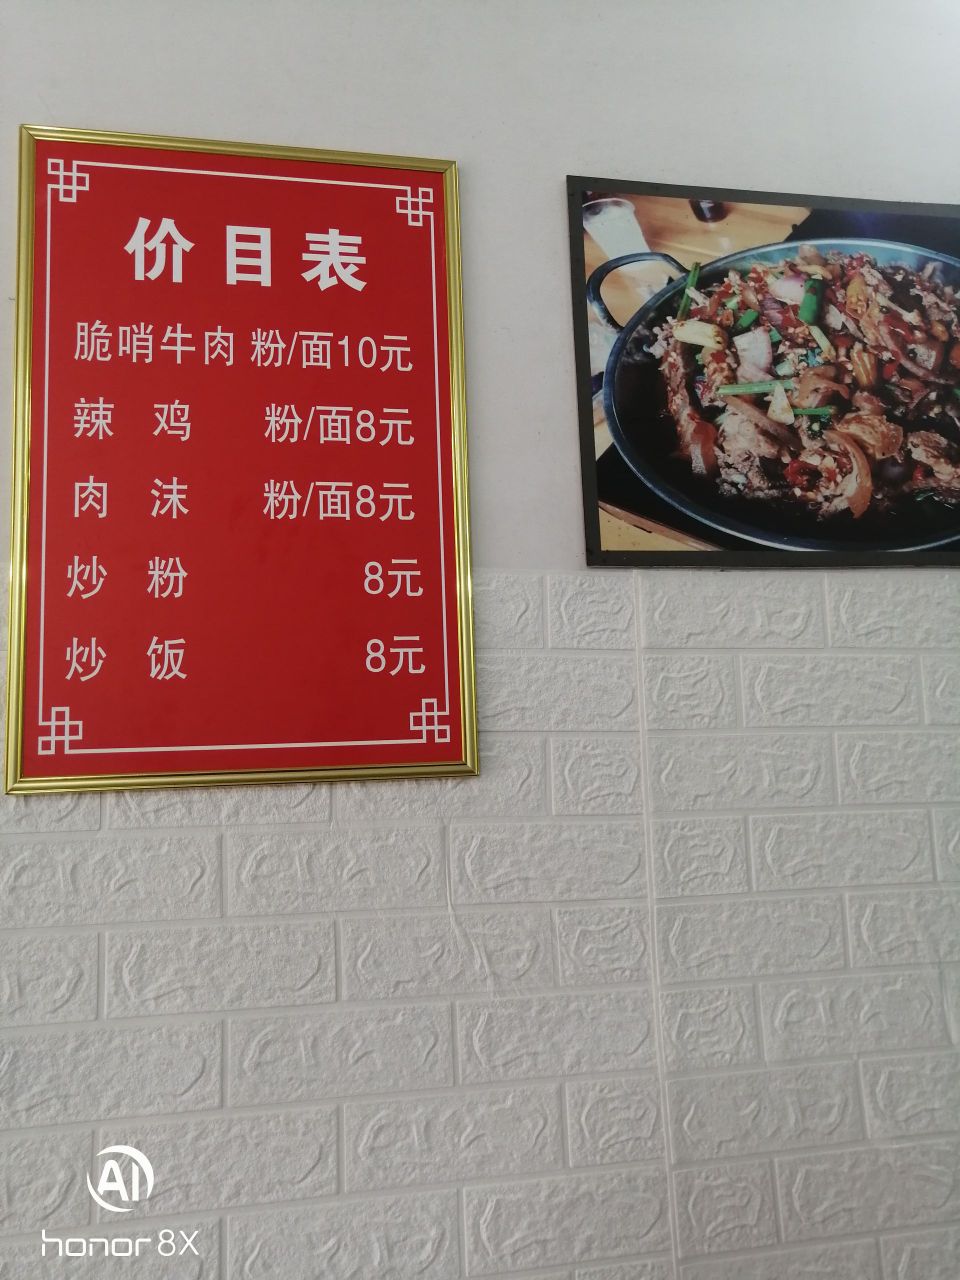 价目表
脆哨牛肉 粉/面10元
辣 鸡 粉/面8元
肉 沫 粉/面8元
炒 粉 8元
炒 饭 8元
AI
honor 8X